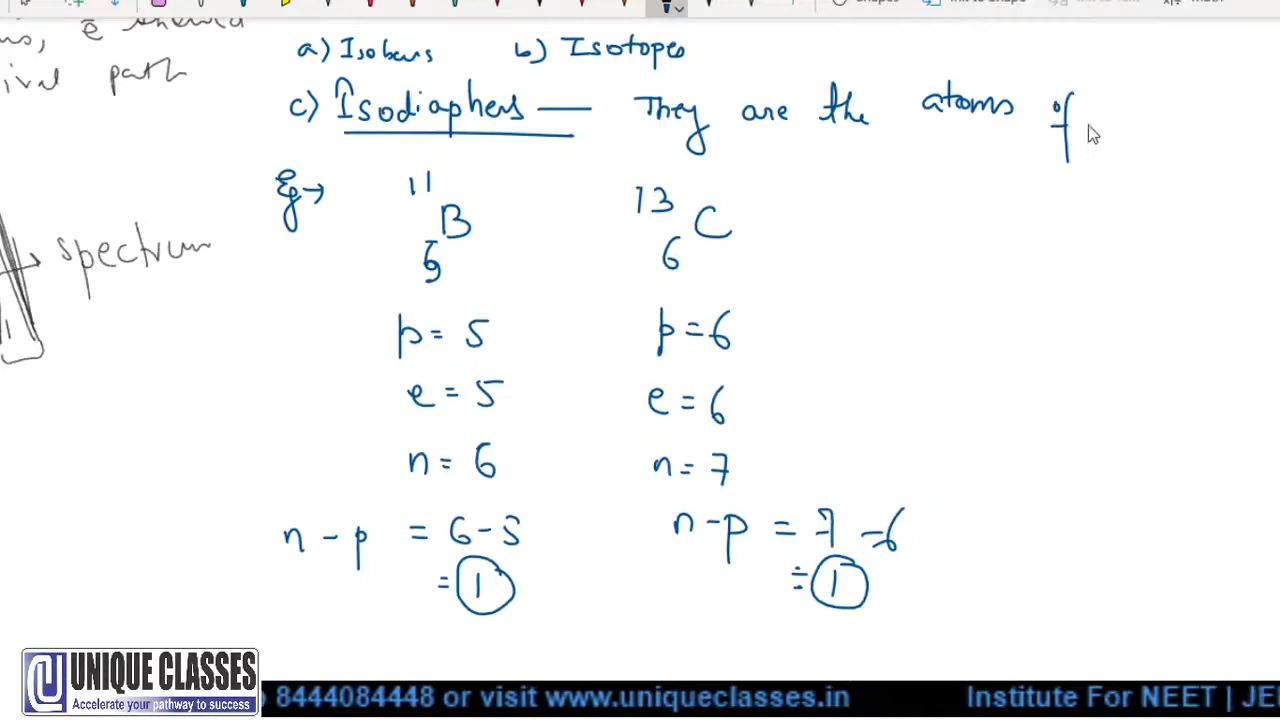 path
a) Isobars b) Isotopes
c) Isodiaphers — They are the atoms of
Eg→ 11 B 5 13 C 6
→ spectrum
p = 5 p = 6
e = 5 e = 6
n = 6 n = 7
n - p = 6 - 5 n - p = 7 - 6
= 1 = 1
UNIQUE CLASSES
Accelerate your pathway to success
8444084448 or visit www.uniqueclasses.in Institute For NEET | JE